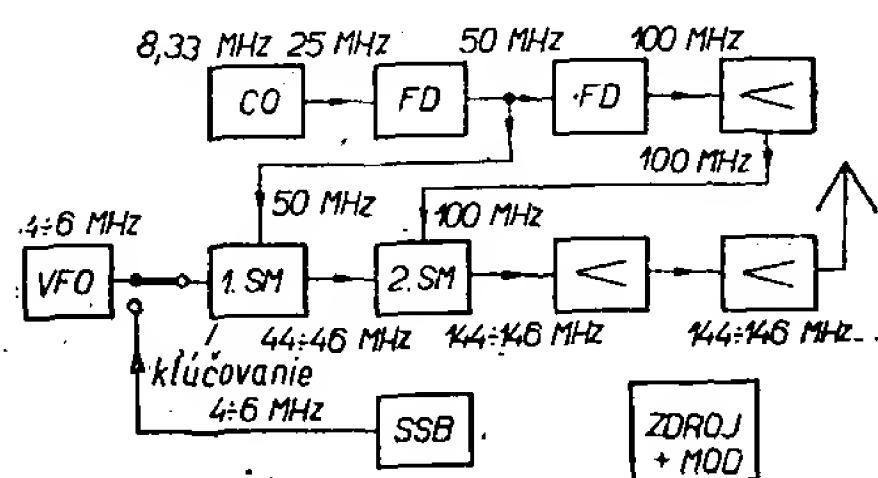 8,33 MHz 25 MHz 50 MHz 100 MHz
CO FD FD <
100 MHz
50 MHz 100 MHz
4÷6 MHz
VFO 1. SM 2. SM < <
44÷46 MHz 144÷146 MHz 144÷146 MHz
kľúčovanie
4÷6 MHz
SSB
ZDROJ
+ MOD